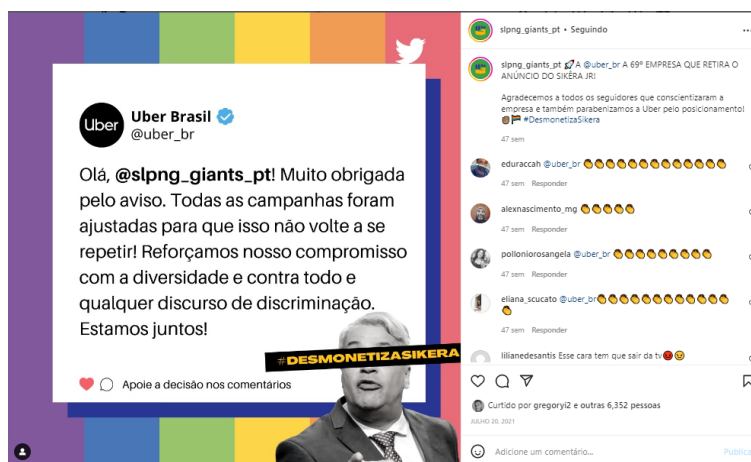 Uber
Uber Brasil
@uber_br
Olá, @slpng_giants_pt! Muito obrigada
pelo aviso. Todas as campanhas foram
ajustadas para que isso não volte a se
repetir! Reforçamos nosso compromisso
com a diversidade e contra todo e
qualquer discurso de discriminação.
Estamos juntos!
#DESMONETIZASIKERA
Apoie a decisão nos comentários
slpng_giants_pt • Seguindo
slpng_giants_pt 🚀A @uber_br A 69ª EMPRESA QUE RETIRA O
ANÚNCIO DO SIKÊRA JR!
Agradecemos a todos os seguidores que conscientizaram a
empresa e também parabenizamos a Uber pelo posicionamento!
#DesmonetizaSikera
47 sem
eduraccah @uber_br 👏👏👏👏👏👏👏👏👏👏👏👏👏
47 sem Responder
alexnascimento_mg 👏👏👏👏👏
47 sem Responder
polloniorosangela @uber_br 👏👏👏👏👏👏👏👏👏
47 sem Responder
eliana_scucato @uber_br👏👏👏👏👏👏👏👏👏👏👏👏
👏
47 sem Responder
lilianedesantis Esse cara tem que sair da tv
Curtido por gregoryi2 e outras 6,352 pessoas
JULHO 20, 2021
Adicione um comentário...
Publica